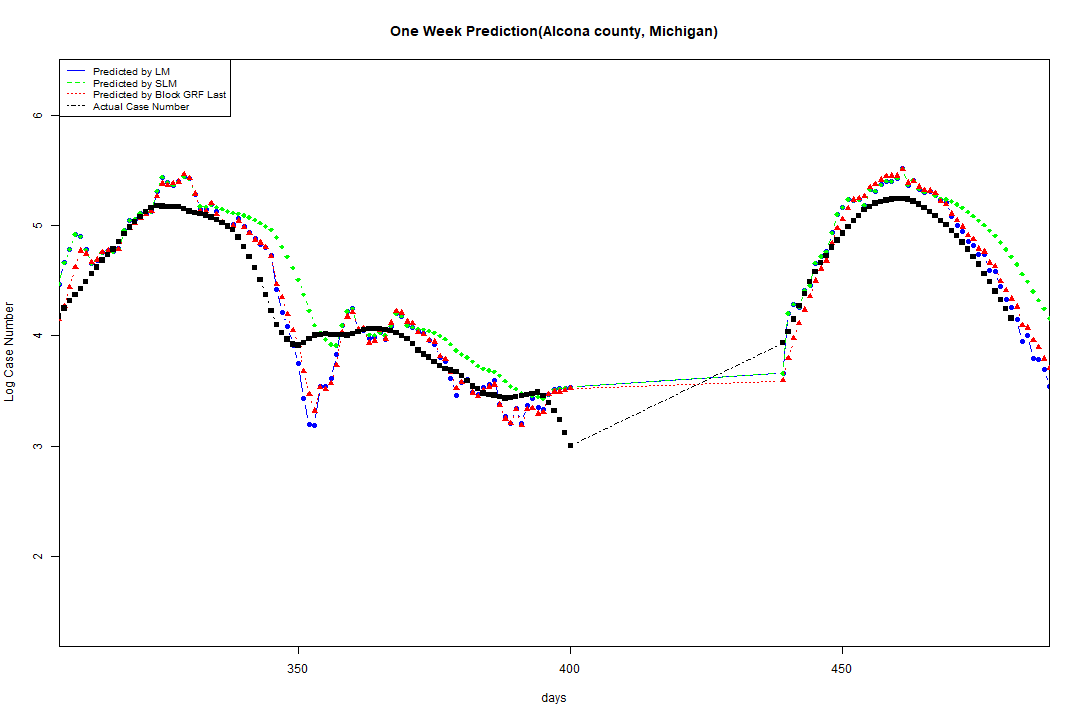 One Week Prediction(Alcona county, Michigan)
Predicted by LM
Predicted by SLM
Predicted by Block GRF Last
Actual Case Number
6
5
4
3
2
Log Case Number
350
400
450
days